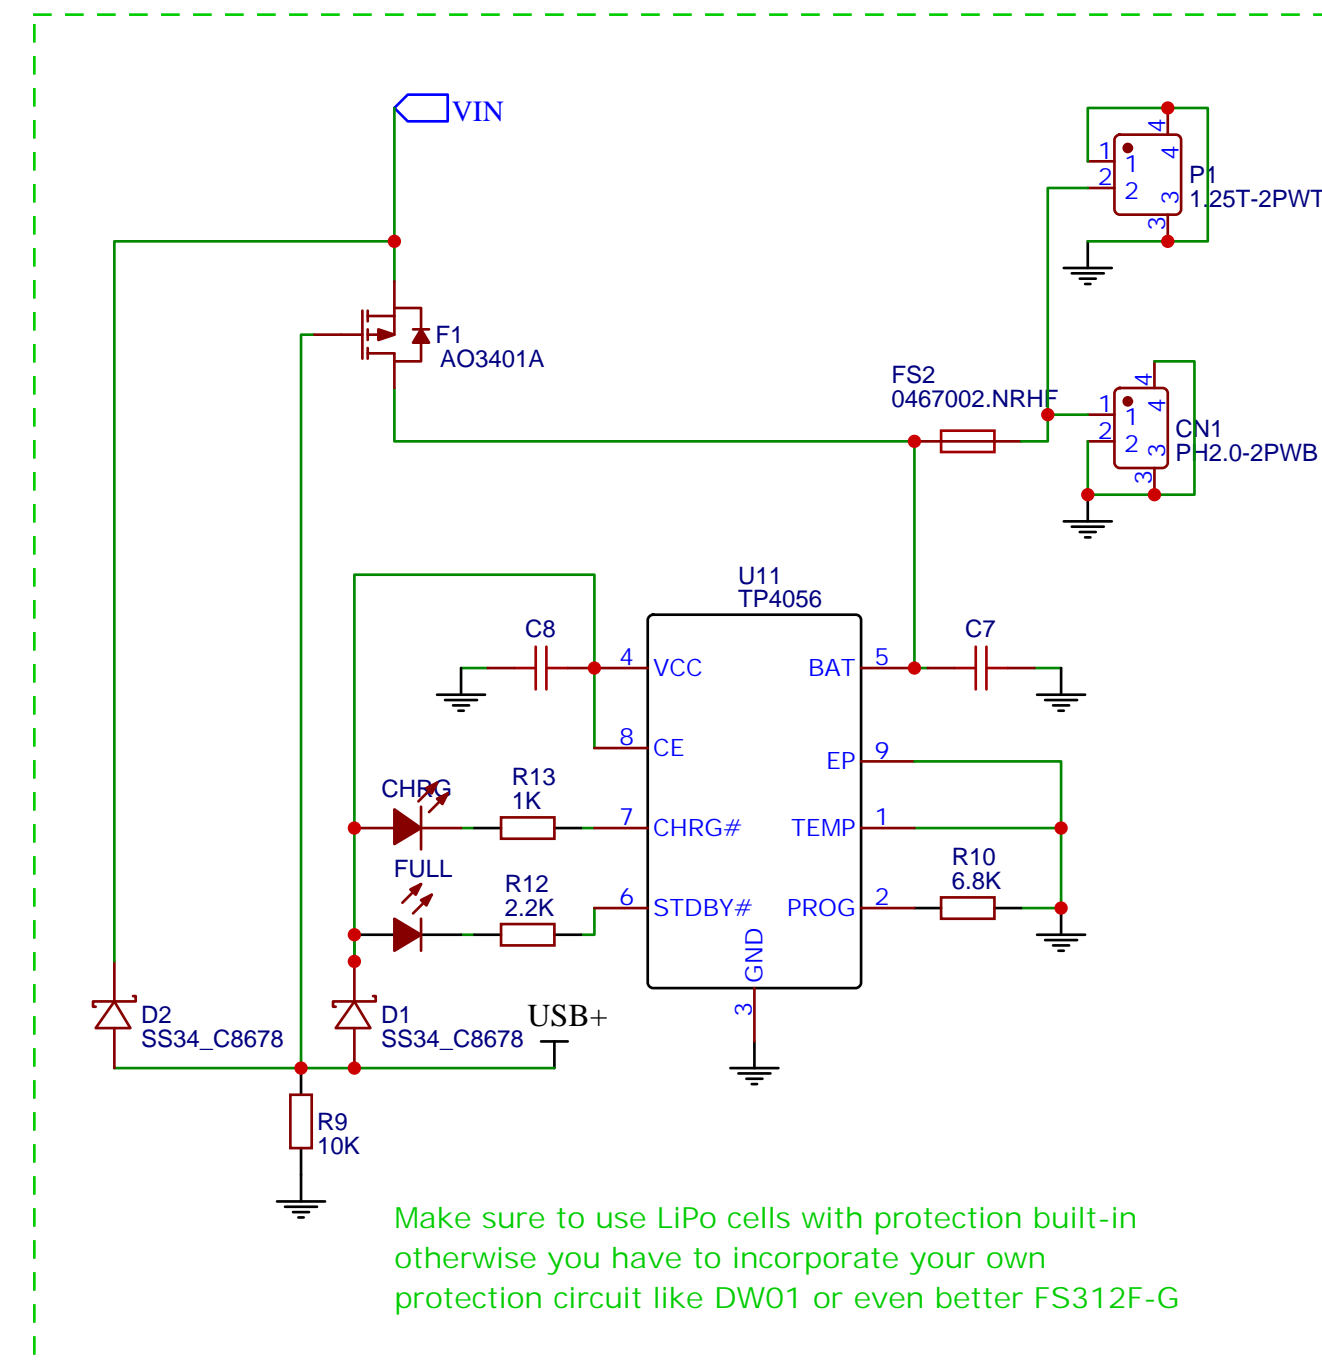 VIN
4
1
1
4
2
2
3
3
P1
1.25T-2PWT
F1
AO3401A
FS2
0467002.NRHF
4
1
1
4
2
2
3
3
CN1
PH2.0-2PWB
U11
TP4056
C8
C7
4
VCC
BAT
5
8
CE
EP
9
CHRG
R13
1K
7
CHRG#
TEMP
1
FULL
R12
2.2K
6
STDBY#
PROG
2
R10
6.8K
GND
3
D2
SS34_C8678
D1
SS34_C8678
USB+
R9
10K
Make sure to use LiPo cells with protection built-in
otherwise you have to incorporate your own
protection circuit like DW01 or even better FS312F-G